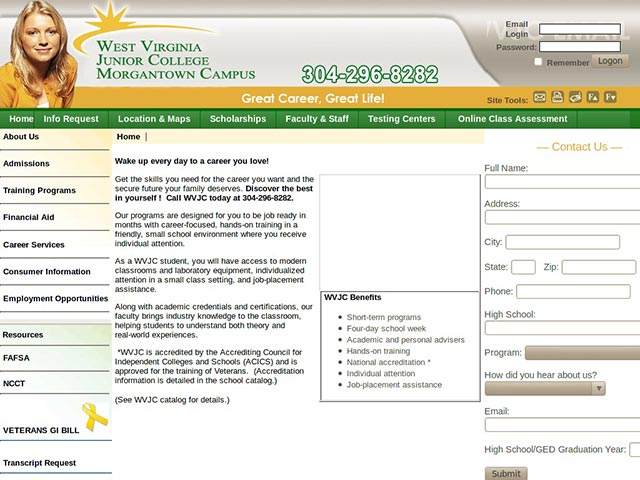 WEST VIRGINIA
JUNIOR COLLEGE
MORGANTOWN CAMPUS
304-296-8282
Email
Login
Password:
Remember
Logon
Great Career, Great Life!
Site Tools:
Home
Info Request
Location & Maps
Scholarships
Faculty & Staff
Testing Centers
Online Class Assessment
About Us
Admissions
Training Programs
Financial Aid
Career Services
Consumer Information
Employment Opportunities
Resources
FAFSA
NCCT
VETERANS GI BILL
Transcript Request
Home |
Wake up every day to a career you love!
Get the skills you need for the career you want and the
secure future your family deserves. Discover the best
in yourself ! Call WVJC today at 304-296-8282.
Our programs are designed for you to be job ready in
months with career-focused, hands-on training in a
friendly, small school environment where you receive
individual attention.
As a WVJC student, you will have access to modern
classrooms and laboratory equipment, individualized
attention in a small class setting, and job-placement
assistance.
Along with academic credentials and certifications, our
faculty brings industry knowledge to the classroom,
helping students to understand both theory and
real-world experiences.
*WVJC is accredited by the Accrediting Council for
Independent Colleges and Schools (ACICS) and is
approved for the training of Veterans. (Accreditation
information is detailed in the school catalog.)
(See WVJC catalog for details.)
WVJC Benefits
Short-term programs
Four-day school week
Academic and personal advisers
Hands-on training
National accreditation *
Individual attention
Job-placement assistance
— Contact Us —
Full Name:
Address:
City:
State:
Zip:
Phone:
High School:
Program:
How did you hear about us?
Email:
High School/GED Graduation Year:
Submit